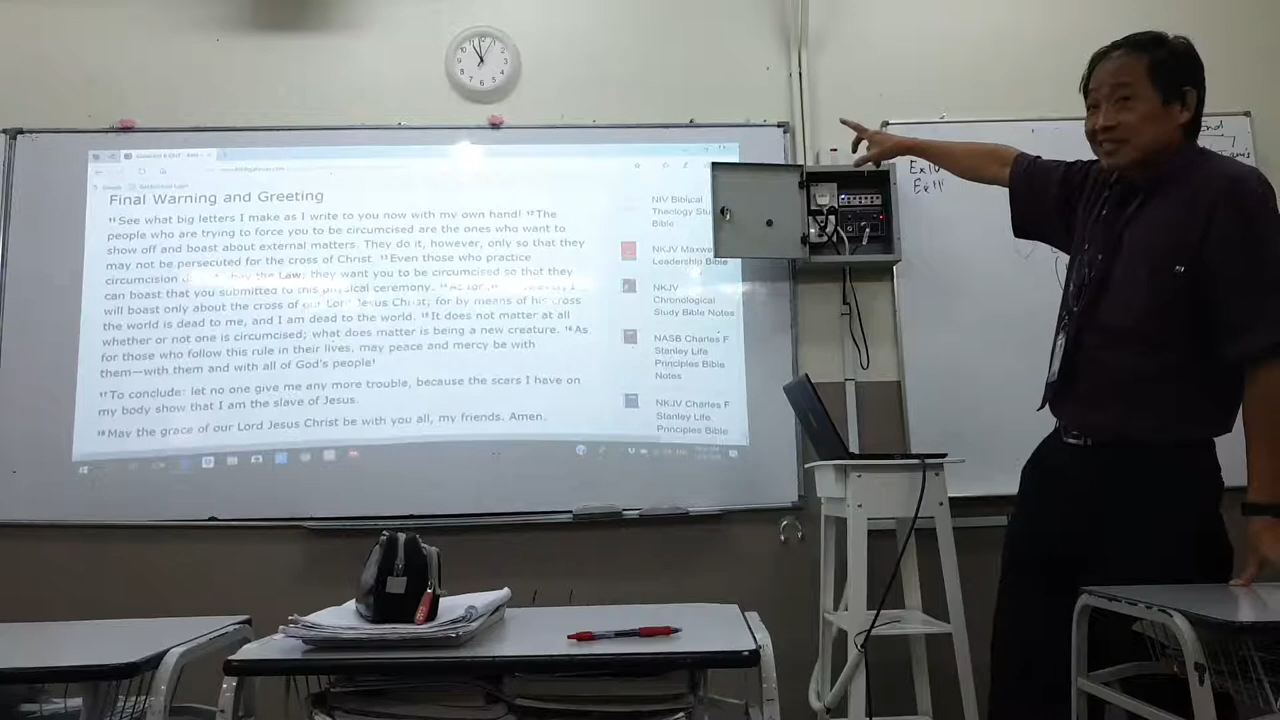 Final Warning and Greeting
11 See what big letters I make as I write to you now with my own hand! 12 The
people who are trying to force you to be circumcised are the ones who want to
show off and boast about external matters. They do it, however, only so that they
may not be persecuted for the cross of Christ. 13 Even those who practice
circumcision obey the Law; they want you to be circumcised so that they
can boast that you submitted to this physical ceremony. 14 As for
will boast only about the cross of our Lord Jesus Christ; for by means of his cross
the world is dead to me, and I am dead to the world. 15 It does not matter at all
whether or not one is circumcised; what does matter is being a new creature. 16 As
for those who follow this rule in their lives, may peace and mercy be with
them—with them and with all of God's people!
17 To conclude: let no one give me any more trouble, because the scars I have on
my body show that I am the slave of Jesus.
18 May the grace of our Lord Jesus Christ be with you all, my friends. Amen.
NIV Biblical
Theology
Bible
NKJV
Leadership Bible
NKJV
Chronological
Study Bible Notes
NASB Charles F
Stanley Life
Principles Bible
Notes
NKJV Charles F
Stanley Life
Principles Bible
End